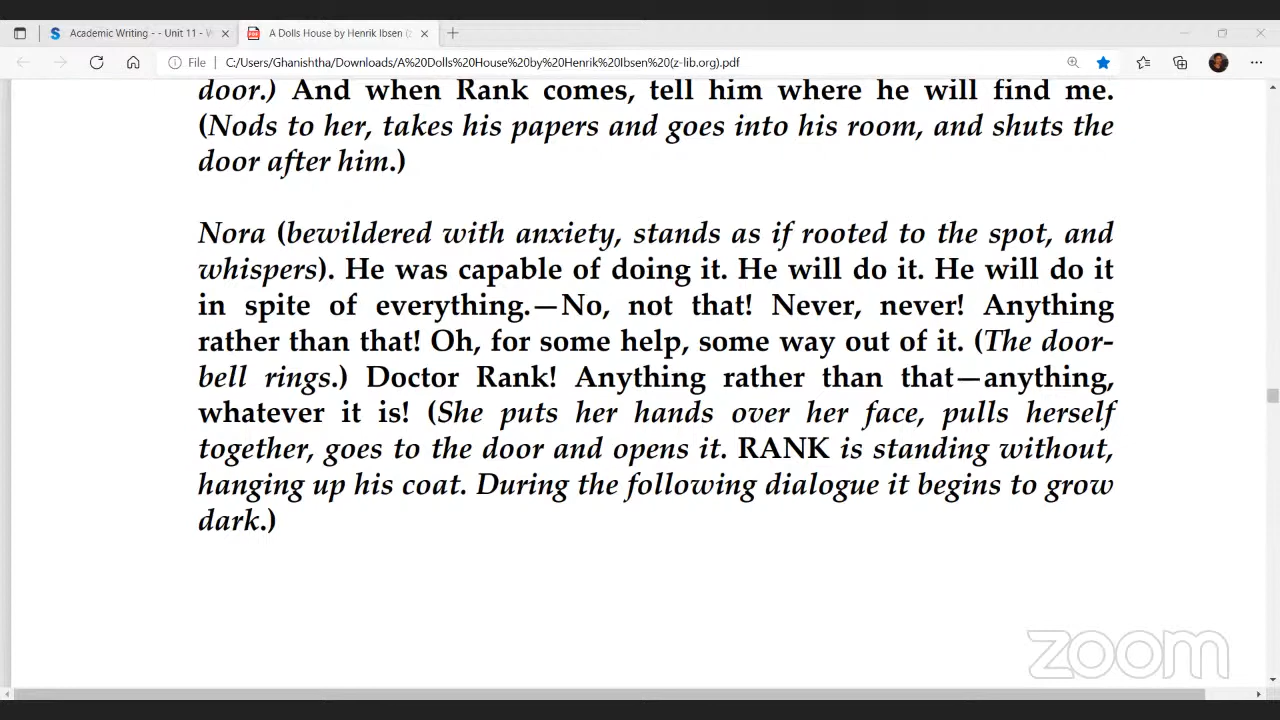 Academic Writing - - Unit 11 - W
A Dolls House by Henrik Ibsen (z
File
C:/Users/Ghanishtha/Downloads/A%20Dolls%20House%20by%20Henrik%20Ibsen%20(z-lib.org).pdf
door.) And when Rank comes, tell him where he will find me.
(Nods to her, takes his papers and goes into his room, and shuts the
door after him.)
Nora (bewildered with anxiety, stands as if rooted to the spot, and
whispers). He was capable of doing it. He will do it. He will do it
in spite of everything.—No, not that! Never, never! Anything
rather than that! Oh, for some help, some way out of it. (The door-
bell rings.) Doctor Rank! Anything rather than that—anything,
whatever it is! (She puts her hands over her face, pulls herself
together, goes to the door and opens it. RANK is standing without,
hanging up his coat. During the following dialogue it begins to grow
dark.)
zoom